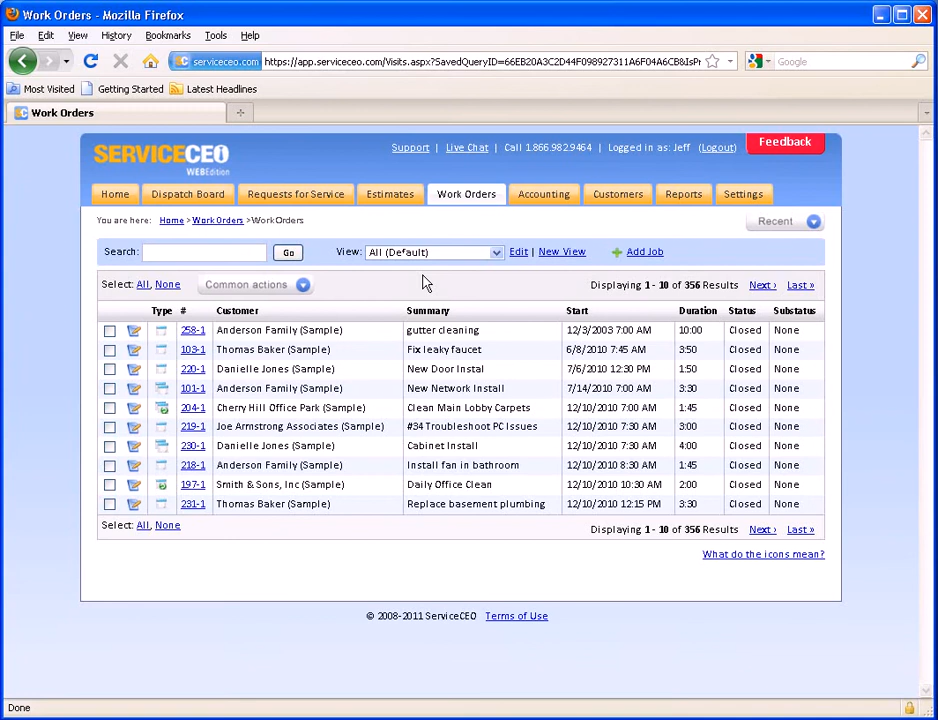 Work Orders - Mozilla Firefox
File Edit View History Bookmarks Tools Help
serviceceo.com https://app.serviceceo.com/Visits.aspx?SavedQueryID=66EB20A3C2D44F098927311A6F04ACB&IsPr Google
Most Visited Getting Started Latest Headlines
Work Orders
SERVICECEO WEBEdition
Support | Live Chat | Call 1.866.982.9464 | Logged in as: Jeff (Logout) Feedback
Home Dispatch Board Requests for Service Estimates Work Orders Accounting Customers Reports Settings
You are here: Home > Work Orders >WorkOrders Recent
Search: Go View: All (Default) Edit | New View Add Job
Select: All, None Common actions Displaying 1 - 10 of 356 Results Next › Last »
Type # Customer Summary Start Duration Status Substatus
258-1 Anderson Family (Sample) gutter cleaning 12/3/2003 7:00 AM 10:00 Closed None
103-1 Thomas Baker (Sample) Fix leaky faucet 6/8/2010 7:45 AM 3:50 Closed None
220-1 Danielle Jones (Sample) New Door Instal 7/6/2010 12:30 PM 1:50 Closed None
101-1 Anderson Family (Sample) New Network Install 7/14/2010 7:00 AM 3:30 Closed None
204-1 Cherry Hill Office Park (Sample) Clean Main Lobby Carpets 12/10/2010 7:00 AM 1:45 Closed None
219-1 Joe Armstrong Associates (Sample) #34 Troubleshoot PC Issues 12/10/2010 7:30 AM 3:00 Closed None
230-1 Danielle Jones (Sample) Cabinet Install 12/10/2010 7:30 AM 4:00 Closed None
218-1 Anderson Family (Sample) Install fan in bathroom 12/10/2010 8:30 AM 1:45 Closed None
197-1 Smith & Sons, Inc (Sample) Daily Office Clean 12/10/2010 10:30 AM 2:00 Closed None
231-1 Thomas Baker (Sample) Replace basement plumbing 12/10/2010 12:15 PM 3:30 Closed None
Select: All, None Displaying 1 - 10 of 356 Results Next › Last »
What do the icons mean?
© 2008-2011 ServiceCEO Terms of Use
Done